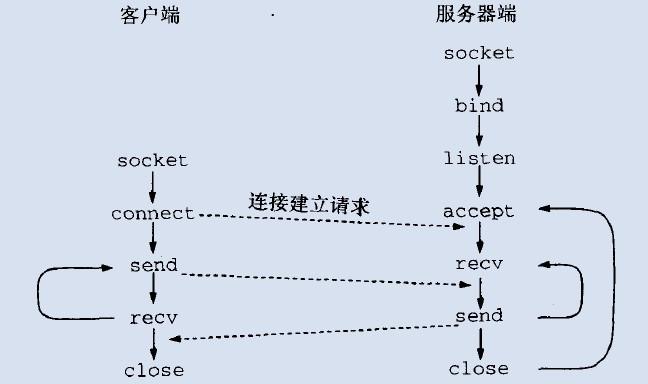 客户端
服务器端
socket
bind
listen
socket
connect
连接建立请求
accept
send
recv
recv
send
close
close